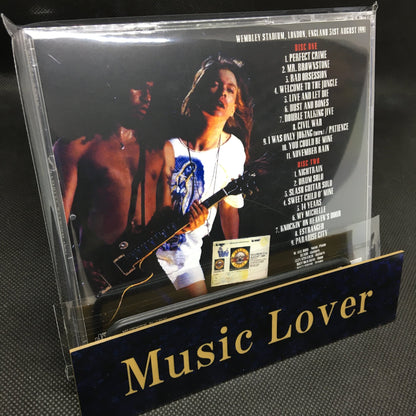 WEMBLEY STADIUM, LONDON, ENGLAND 31ST AUGUST 1991
DISC ONE
1. PERFECT CRIME
2. MR. BROWNSTONE
3. BAD OBSESSION
4. WELCOME TO THE JUNGLE
5. LIVE AND LET DIE
6. DUST AND BONES
7. DOUBLE TALKING JIVE
8. CIVIL WAR
9. I WAS ONLY JOKING (INTRO) / PATIENCE
10. YOU COULD BE MINE
11. NOVEMBER RAIN
DISC TWO
1. NIGHTRAIN
2. DRUM SOLO
3. SLASH GUITAR SOLO
4. SWEET CHILD O' MINE
5. 14 YEARS
6. MY MICHELLE
7. KNOCKIN' ON HEAVEN'S DOOR
8. ESTRANGED
9. PARADISE CITY
Music Lover